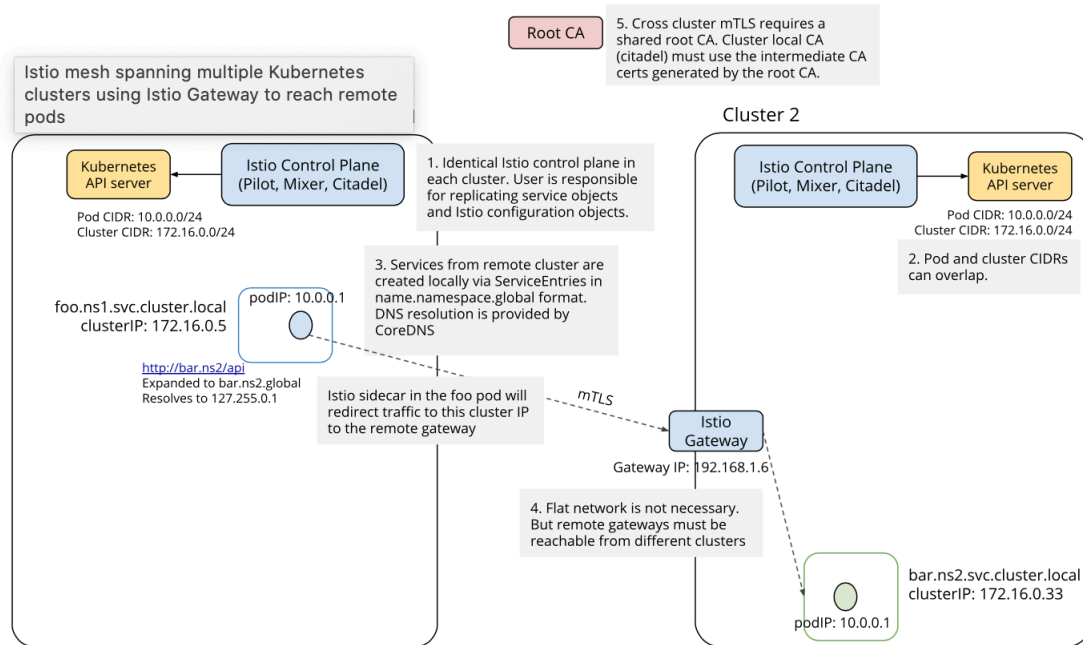 Root CA
5. Cross cluster mTLS requires a
shared root CA. Cluster local CA
(citadel) must use the intermediate CA
certs generated by the root CA.
Istio mesh spanning multiple Kubernetes
clusters using Istio Gateway to reach remote
pods
Cluster 2
Kubernetes
API server
Istio Control Plane
(Pilot, Mixer, Citadel)
Pod CIDR: 10.0.0.0/24
Cluster CIDR: 172.16.0.0/24
1. Identical Istio control plane in
each cluster. User is responsible
for replicating service objects
and Istio configuration objects.
Istio Control Plane
(Pilot, Mixer, Citadel)
Kubernetes
API server
Pod CIDR: 10.0.0.0/24
Cluster CIDR: 172.16.0.0/24
2. Pod and cluster CIDRs
can overlap.
3. Services from remote cluster are
created locally via ServiceEntries in
name.namespace.global format.
DNS resolution is provided by
CoreDNS
podIP: 10.0.0.1
foo.ns1.svc.cluster.local
clusterIP: 172.16.0.5
http://bar.ns2/api
Expanded to bar.ns2.global
Resolves to 127.255.0.1
Istio sidecar in the foo pod will
redirect traffic to this cluster IP
to the remote gateway
mTLS
Istio
Gateway
Gateway IP: 192.168.1.6
4. Flat network is not necessary.
But remote gateways must be
reachable from different clusters
bar.ns2.svc.cluster.local
clusterIP: 172.16.0.33
podIP: 10.0.0.1